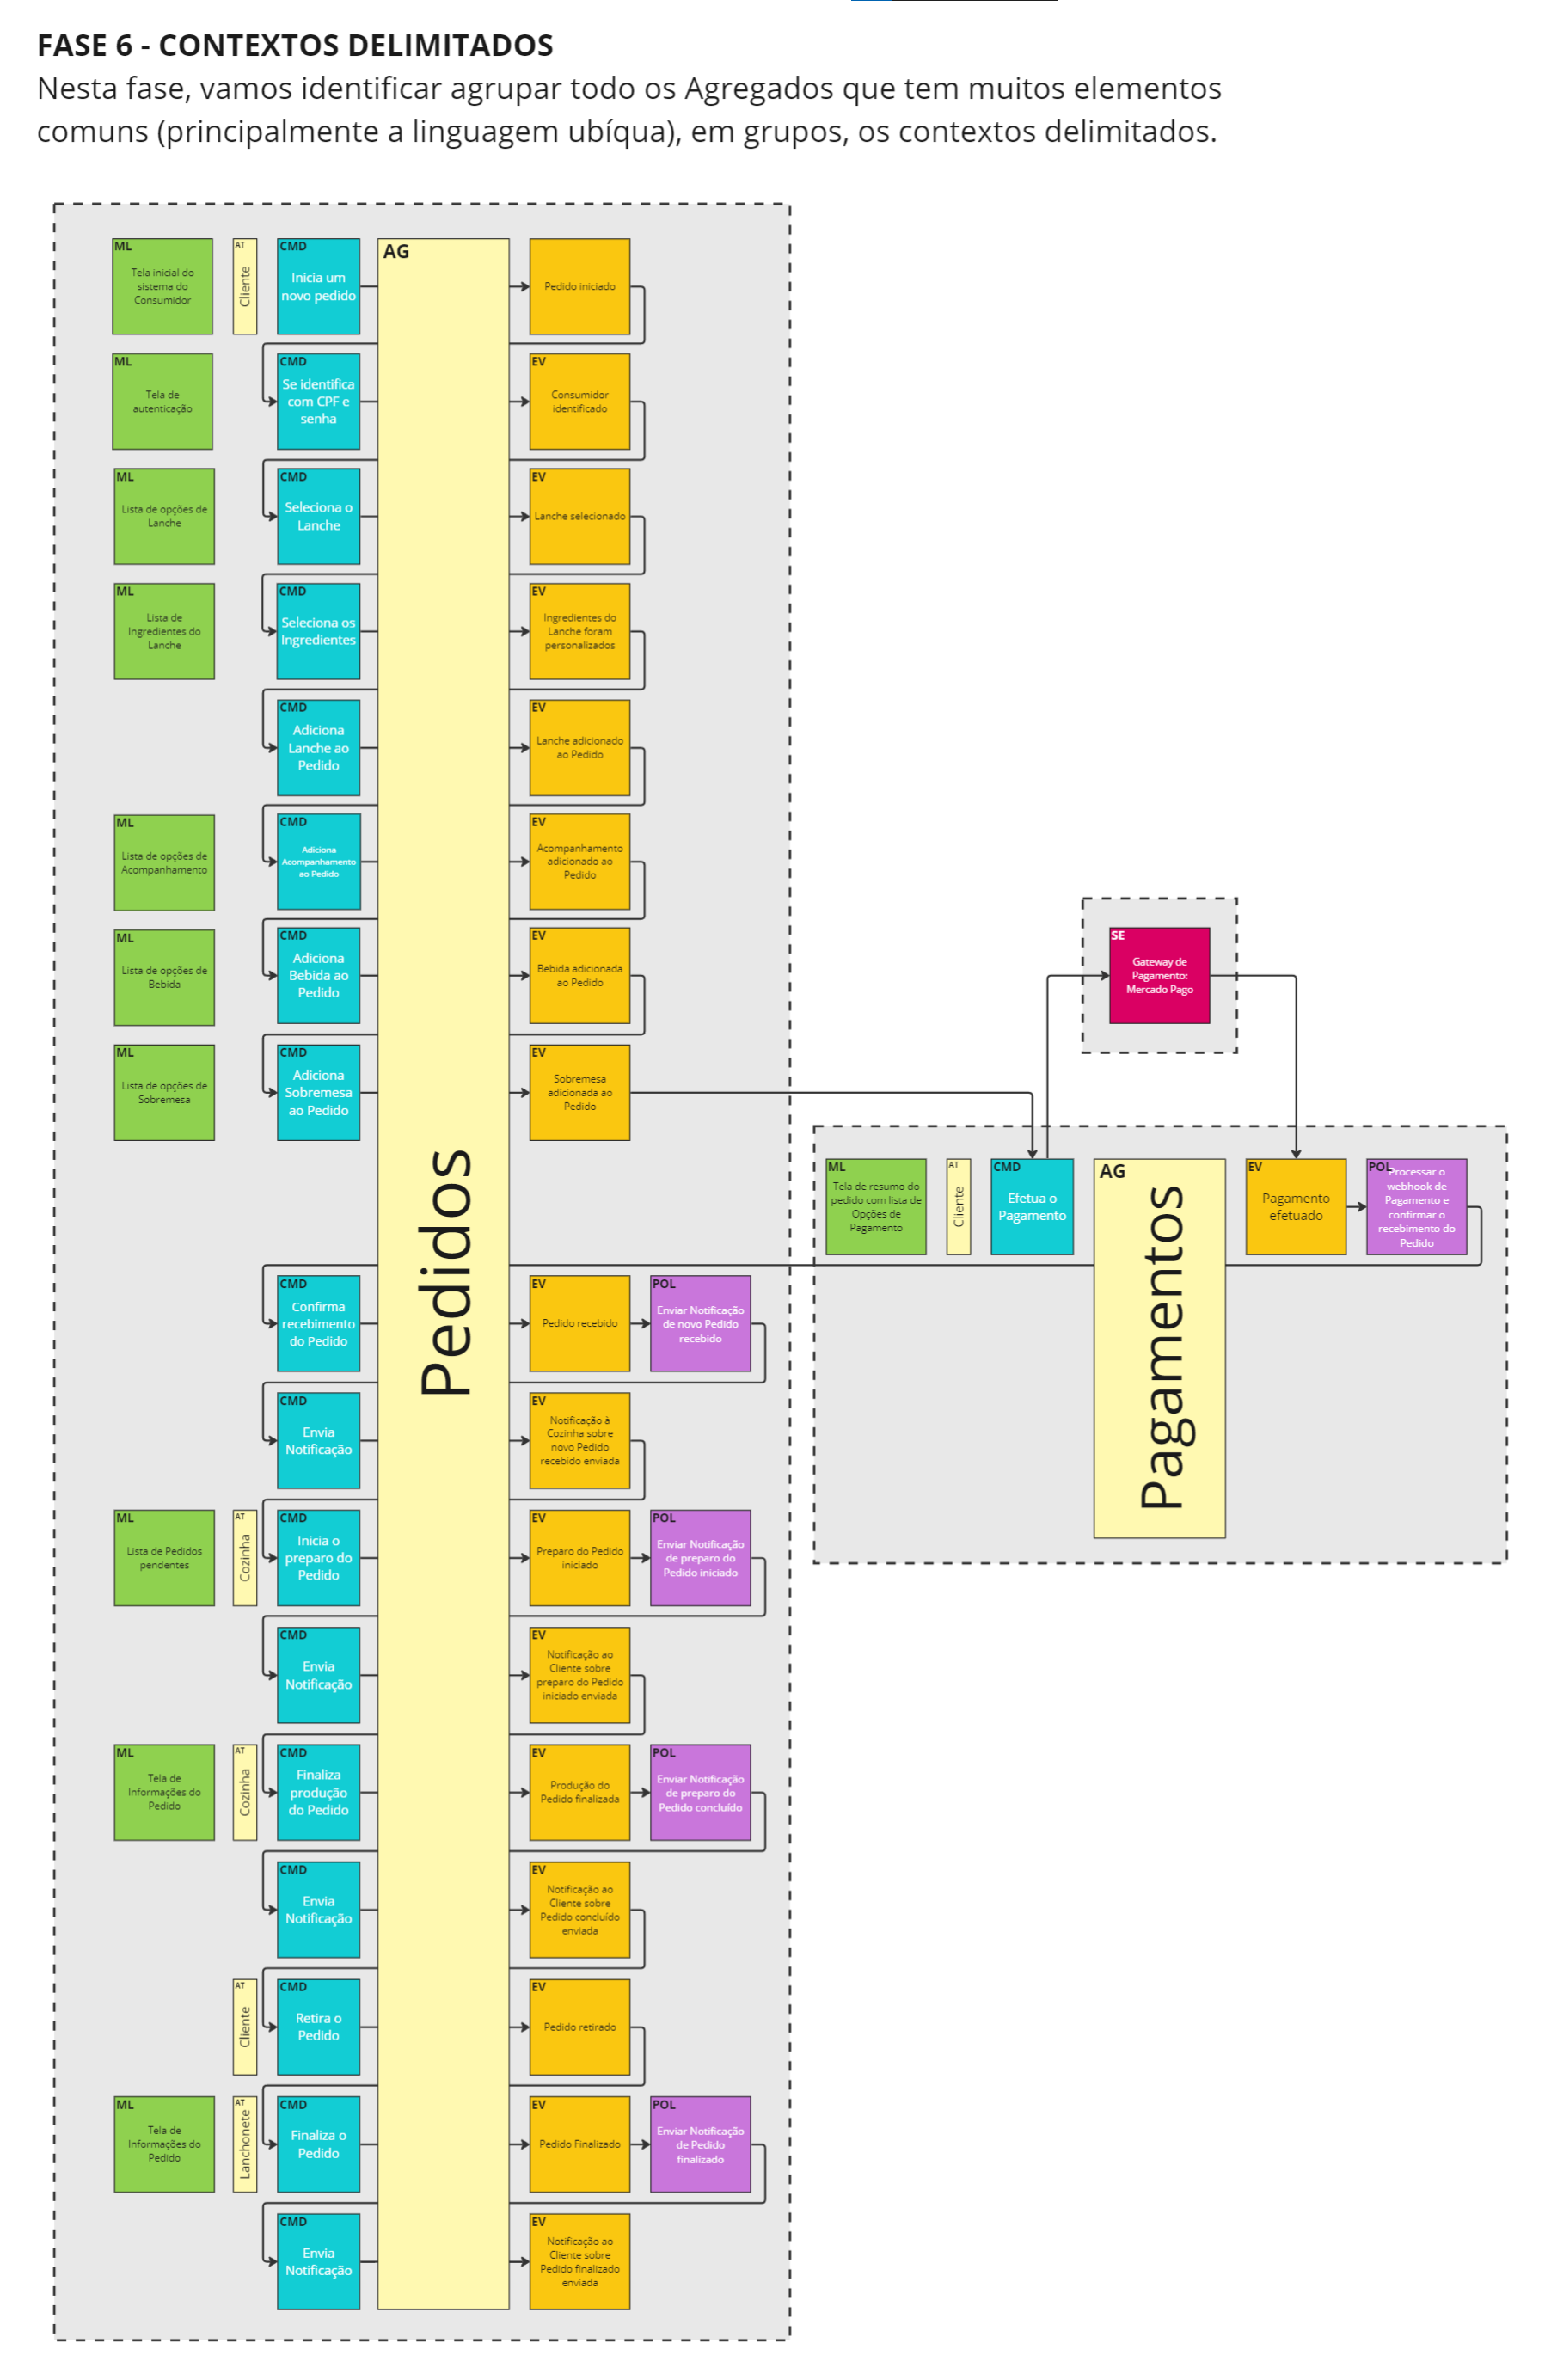 FASE 6 - CONTEXTOS DELIMITADOS
Nesta fase, vamos identificar agrupar todo os Agregados que tem muitos elementos
comuns (principalmente a linguagem ubíqua), em grupos, os contextos delimitados.
ML
Tela inicial do
sistema do
Consumidor
AT
Cliente
CMD
Inicia um
novo pedido
AG
Pedidos
Pedido iniciado
ML
Tela de
autenticação
CMD
Se identifica
com CPF e
senha
EV
Consumidor
identificado
ML
Lista de opções de
Lanche
CMD
Seleciona o
Lanche
EV
Lanche selecionado
ML
Lista de
Ingredientes do
Lanche
CMD
Seleciona os
Ingredientes
EV
Ingredientes do
Lanche foram
personalizados
CMD
Adiciona
Lanche ao
Pedido
EV
Lanche adicionado
ao Pedido
ML
Lista de opções de
Acompanhamento
CMD
Adiciona
Acompanhamento
ao Pedido
EV
Acompanhamento
adicionado ao
Pedido
ML
Lista de opções de
Bebida
CMD
Adiciona
Bebida ao
Pedido
EV
Bebida adicionada
ao Pedido
ML
Lista de opções de
Sobremesa
CMD
Adiciona
Sobremesa
ao Pedido
EV
Sobremesa
adicionada ao
Pedido
SE
Gateway de
Pagamento:
Mercado Pago
ML
Tela de resumo do
pedido com lista de
Opções de
Pagamento
AT
Cliente
CMD
Efetua o
Pagamento
AG
Pagamentos
EV
Pagamento
efetuado
POL
Processar o
webhook de
Pagamento e
confirmar o
recebimento do
Pedido
CMD
Confirma
recebimento
do Pedido
EV
Pedido recebido
POL
Enviar Notificação
de novo Pedido
recebido
CMD
Envia
Notificação
EV
Notificação à
Cozinha sobre
novo Pedido
recebido enviada
ML
Lista de Pedidos
pendentes
AT
Cozinha
CMD
Inicia o
preparo do
Pedido
EV
Preparo do Pedido
iniciado
POL
Enviar Notificação
de preparo do
Pedido iniciado
CMD
Envia
Notificação
EV
Notificação ao
Cliente sobre
preparo do Pedido
iniciado enviada
ML
Tela de
Informações do
Pedido
AT
Cozinha
CMD
Finaliza
produção
do Pedido
EV
Produção do
Pedido finalizada
POL
Enviar Notificação
de preparo do
Pedido concluído
CMD
Envia
Notificação
EV
Notificação ao
Cliente sobre
Pedido concluído
enviada
AT
Cliente
CMD
Retira o
Pedido
EV
Pedido retirado
ML
Tela de
Informações do
Pedido
AT
Lanchonete
CMD
Finaliza o
Pedido
EV
Pedido Finalizado
POL
Enviar Notificação
de Pedido
finalizado
CMD
Envia
Notificação
EV
Notificação ao
Cliente sobre
Pedido finalizado
enviada